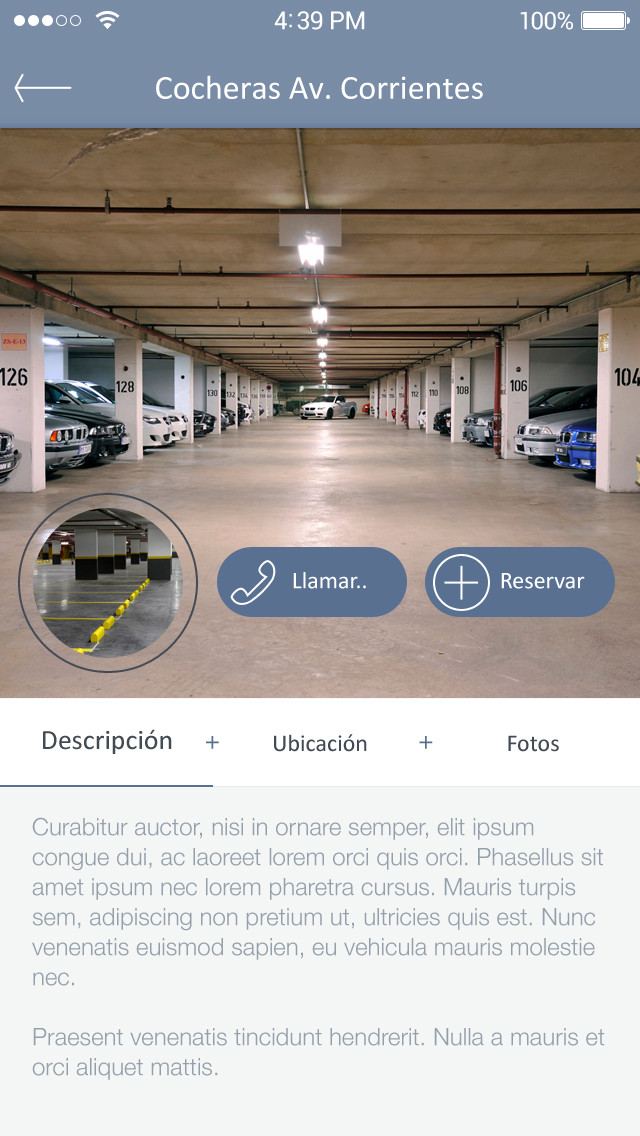 4:39 PM 100%
Cocheras Av. Corrientes
ZS-E-13
126
128
130
132
112
110
108
106
104
Llamar..
Reservar
Descripción + Ubicación + Fotos
Curabitur auctor, nisi in ornare semper, elit ipsum
congue dui, ac laoreet lorem orci quis orci. Phasellus sit
amet ipsum nec lorem pharetra cursus. Mauris turpis
sem, adipiscing non pretium ut, ultricies quis est. Nunc
venenatis euismod sapien, eu vehicula mauris molestie
nec.
Praesent venenatis tincidunt hendrerit. Nulla a mauris et
orci aliquet mattis.